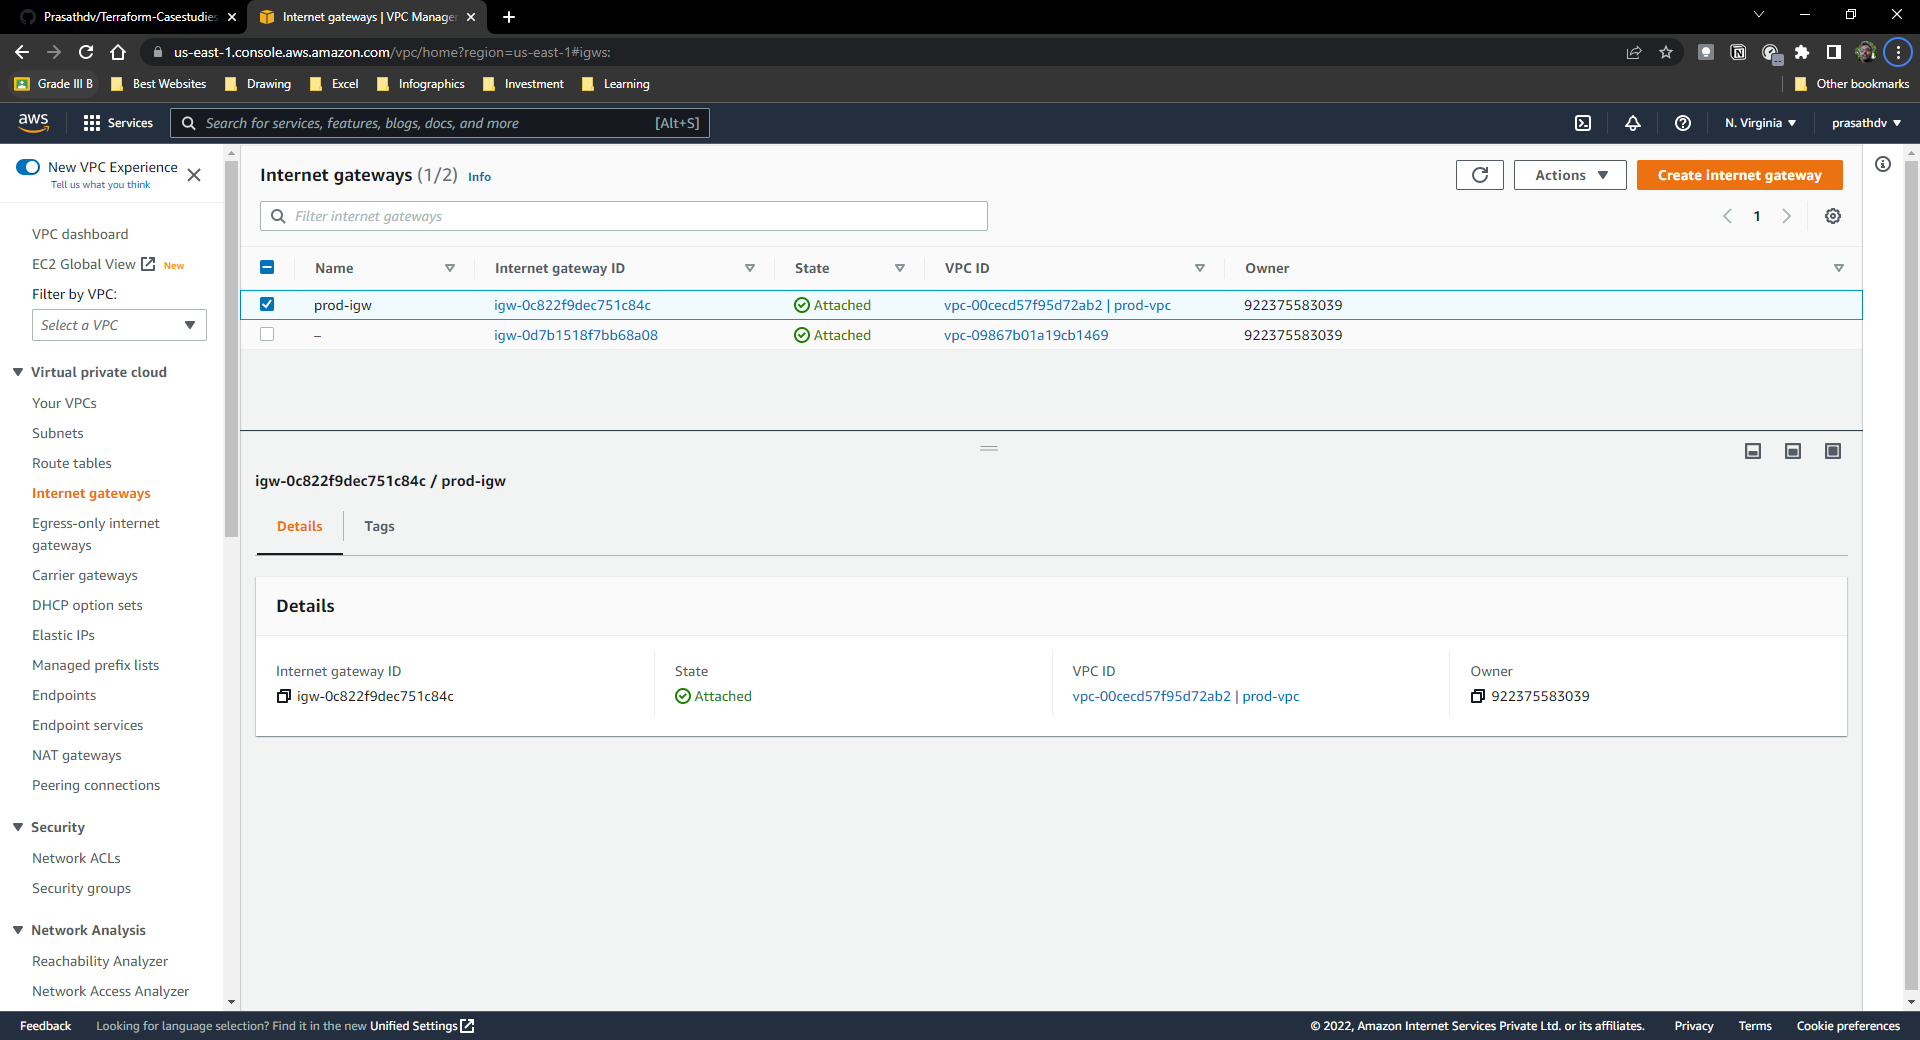 Prasathdv/Terraform-Casestudies
Internet gateways | VPC Manager
us-east-1.console.aws.amazon.com/vpc/home?region=us-east-1#igws:
Grade III B
Best Websites
Drawing
Excel
Infographics
Investment
Learning
Other bookmarks
aws
Services
Search for services, features, blogs, docs, and more
[Alt+S]
N. Virginia
prasathdv
New VPC Experience
Tell us what you think
VPC dashboard
EC2 Global View
New
Filter by VPC:
Select a VPC
Virtual private cloud
Your VPCs
Subnets
Route tables
Internet gateways
Egress-only internet
gateways
Carrier gateways
DHCP option sets
Elastic IPs
Managed prefix lists
Endpoints
Endpoint services
NAT gateways
Peering connections
Security
Network ACLs
Security groups
Network Analysis
Reachability Analyzer
Network Access Analyzer
Internet gateways (1/2) Info
Actions
Create internet gateway
Filter internet gateways
1
Name Internet gateway ID State VPC ID Owner
prod-igw igw-0c822f9dec751c84c Attached vpc-00cecd57f95d72ab2 | prod-vpc 922375583039
– igw-0d7b1518f7bb68a08 Attached vpc-09867b01a19cb1469 922375583039
igw-0c822f9dec751c84c / prod-igw
Details
Tags
Details
Internet gateway ID State VPC ID Owner
igw-0c822f9dec751c84c Attached vpc-00cecd57f95d72ab2 | prod-vpc 922375583039
Feedback
Looking for language selection? Find it in the new Unified Settings
© 2022, Amazon Internet Services Private Ltd. or its affiliates.
Privacy
Terms
Cookie preferences